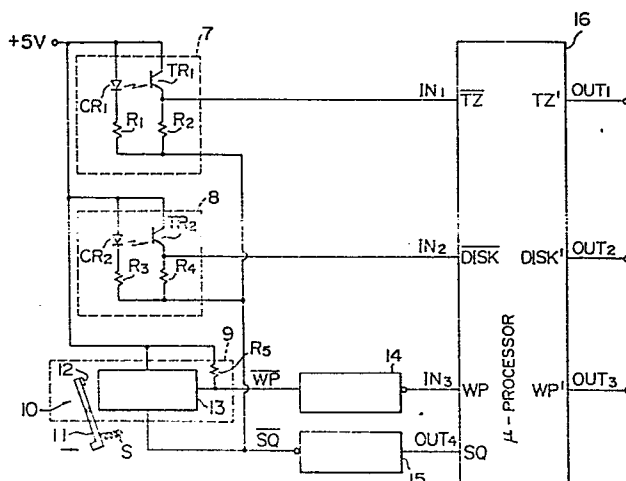 16
+5V
7
TR1
CR1
R1
R2
IN1
TZ
TZ'
OUT1
8
TR2
CR2
R3
R4
IN2
DISK
DISK'
OUT2
μ-PROCESSOR
9
R5
12
10
11
S
13
WP
14
IN3
WP
WP'
OUT3
SQ
15
OUT4
SQ